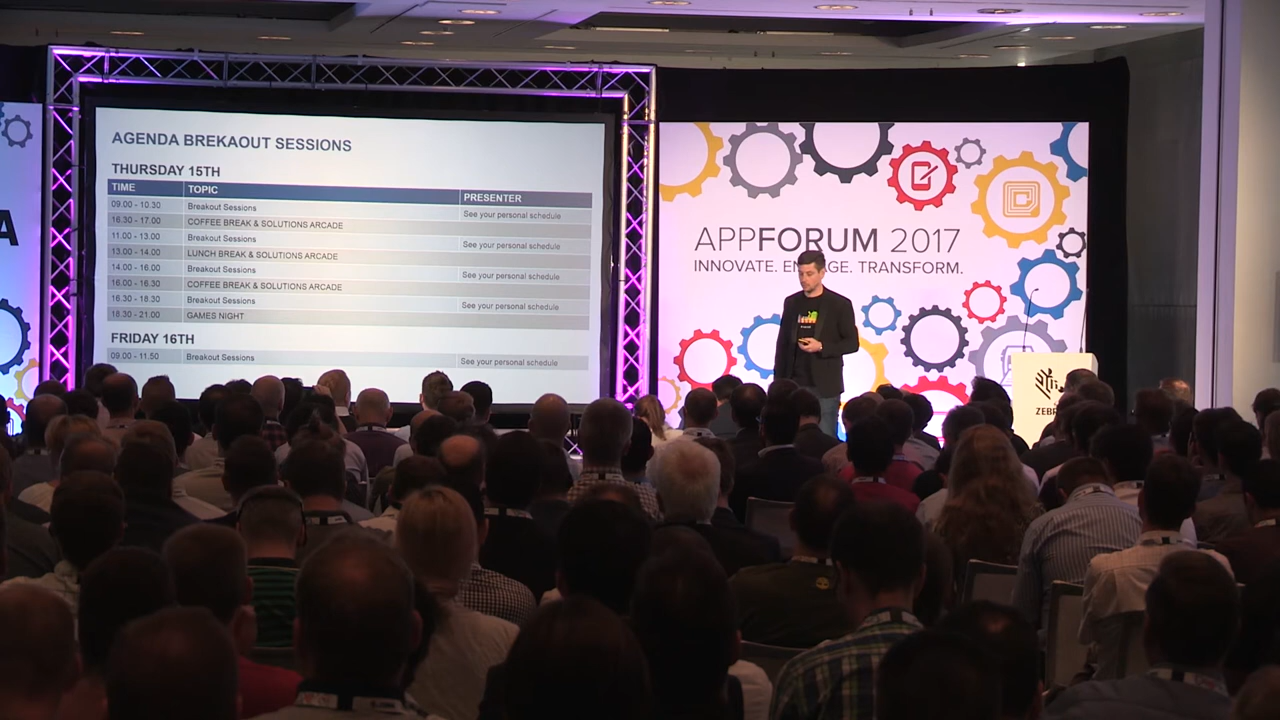 AGENDA BREKAOUT SESSIONS
THURSDAY 15TH
TIME TOPIC PRESENTER
09.00 - 10.30 Breakout Sessions See your personal schedule
16.30 - 17.00 COFFEE BREAK & SOLUTIONS ARCADE
11.00 - 13.00 Breakout Sessions See your personal schedule
13.00 - 14.00 LUNCH BREAK & SOLUTIONS ARCADE
14.00 - 16.00 Breakout Sessions See your personal schedule
16.00 - 16.30 COFFEE BREAK & SOLUTIONS ARCADE
16.30 - 18.30 Breakout Sessions See your personal schedule
18.30 - 21.00 GAMES NIGHT
FRIDAY 16TH
09.00 - 11.50 Breakout Sessions See your personal schedule
A
APPFORUM 2017
INNOVATE. ENGAGE. TRANSFORM.
ZEBR